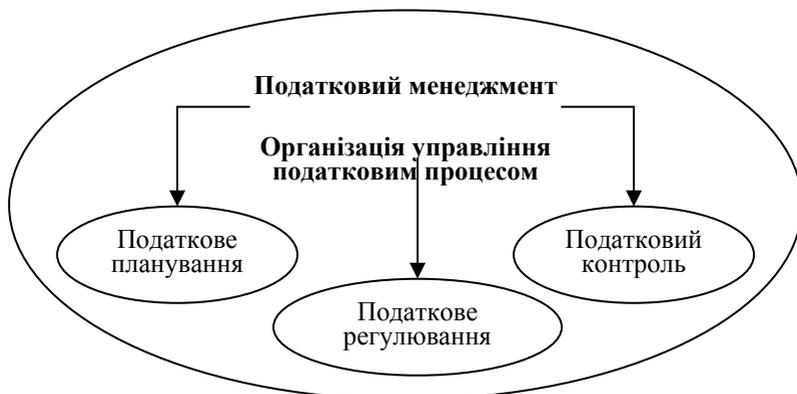 Податковий менеджмент
Організація управління
податковим процесом
Податкове
планування
Податковий
контроль
Податкове
регулювання